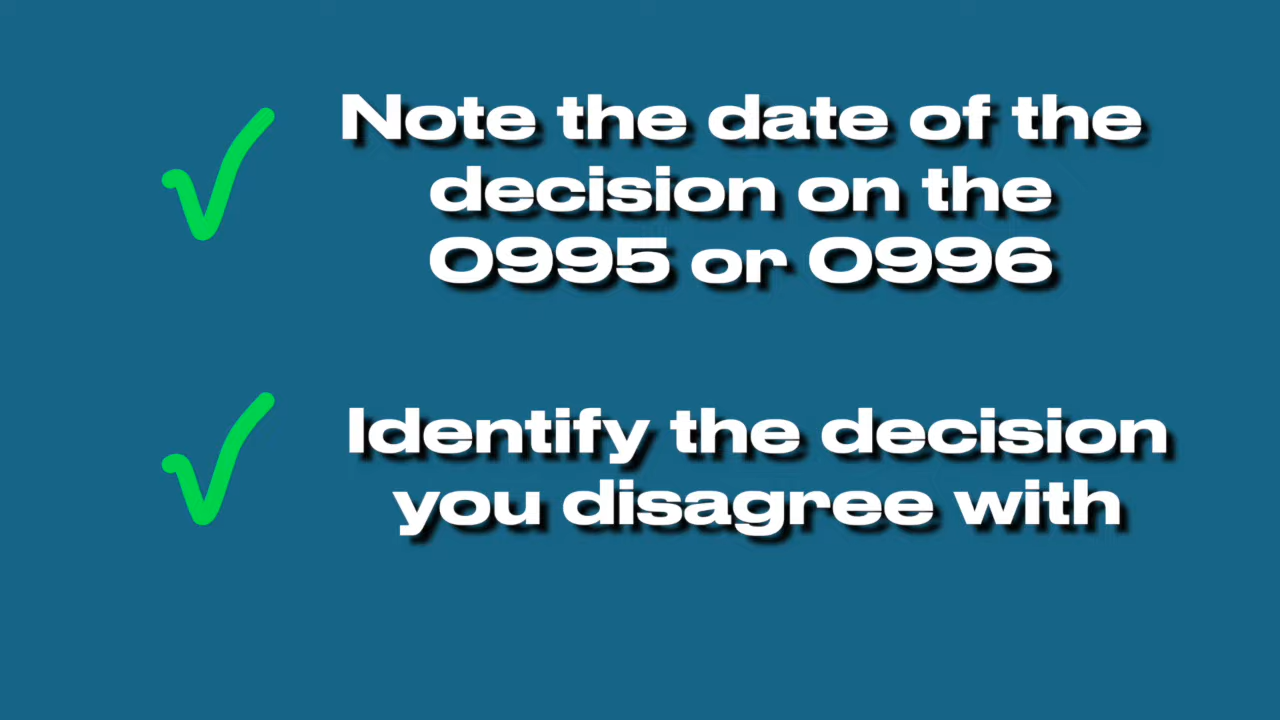 Note the date of the
decision on the
0995 or 0996
Identify the decision
you disagree with